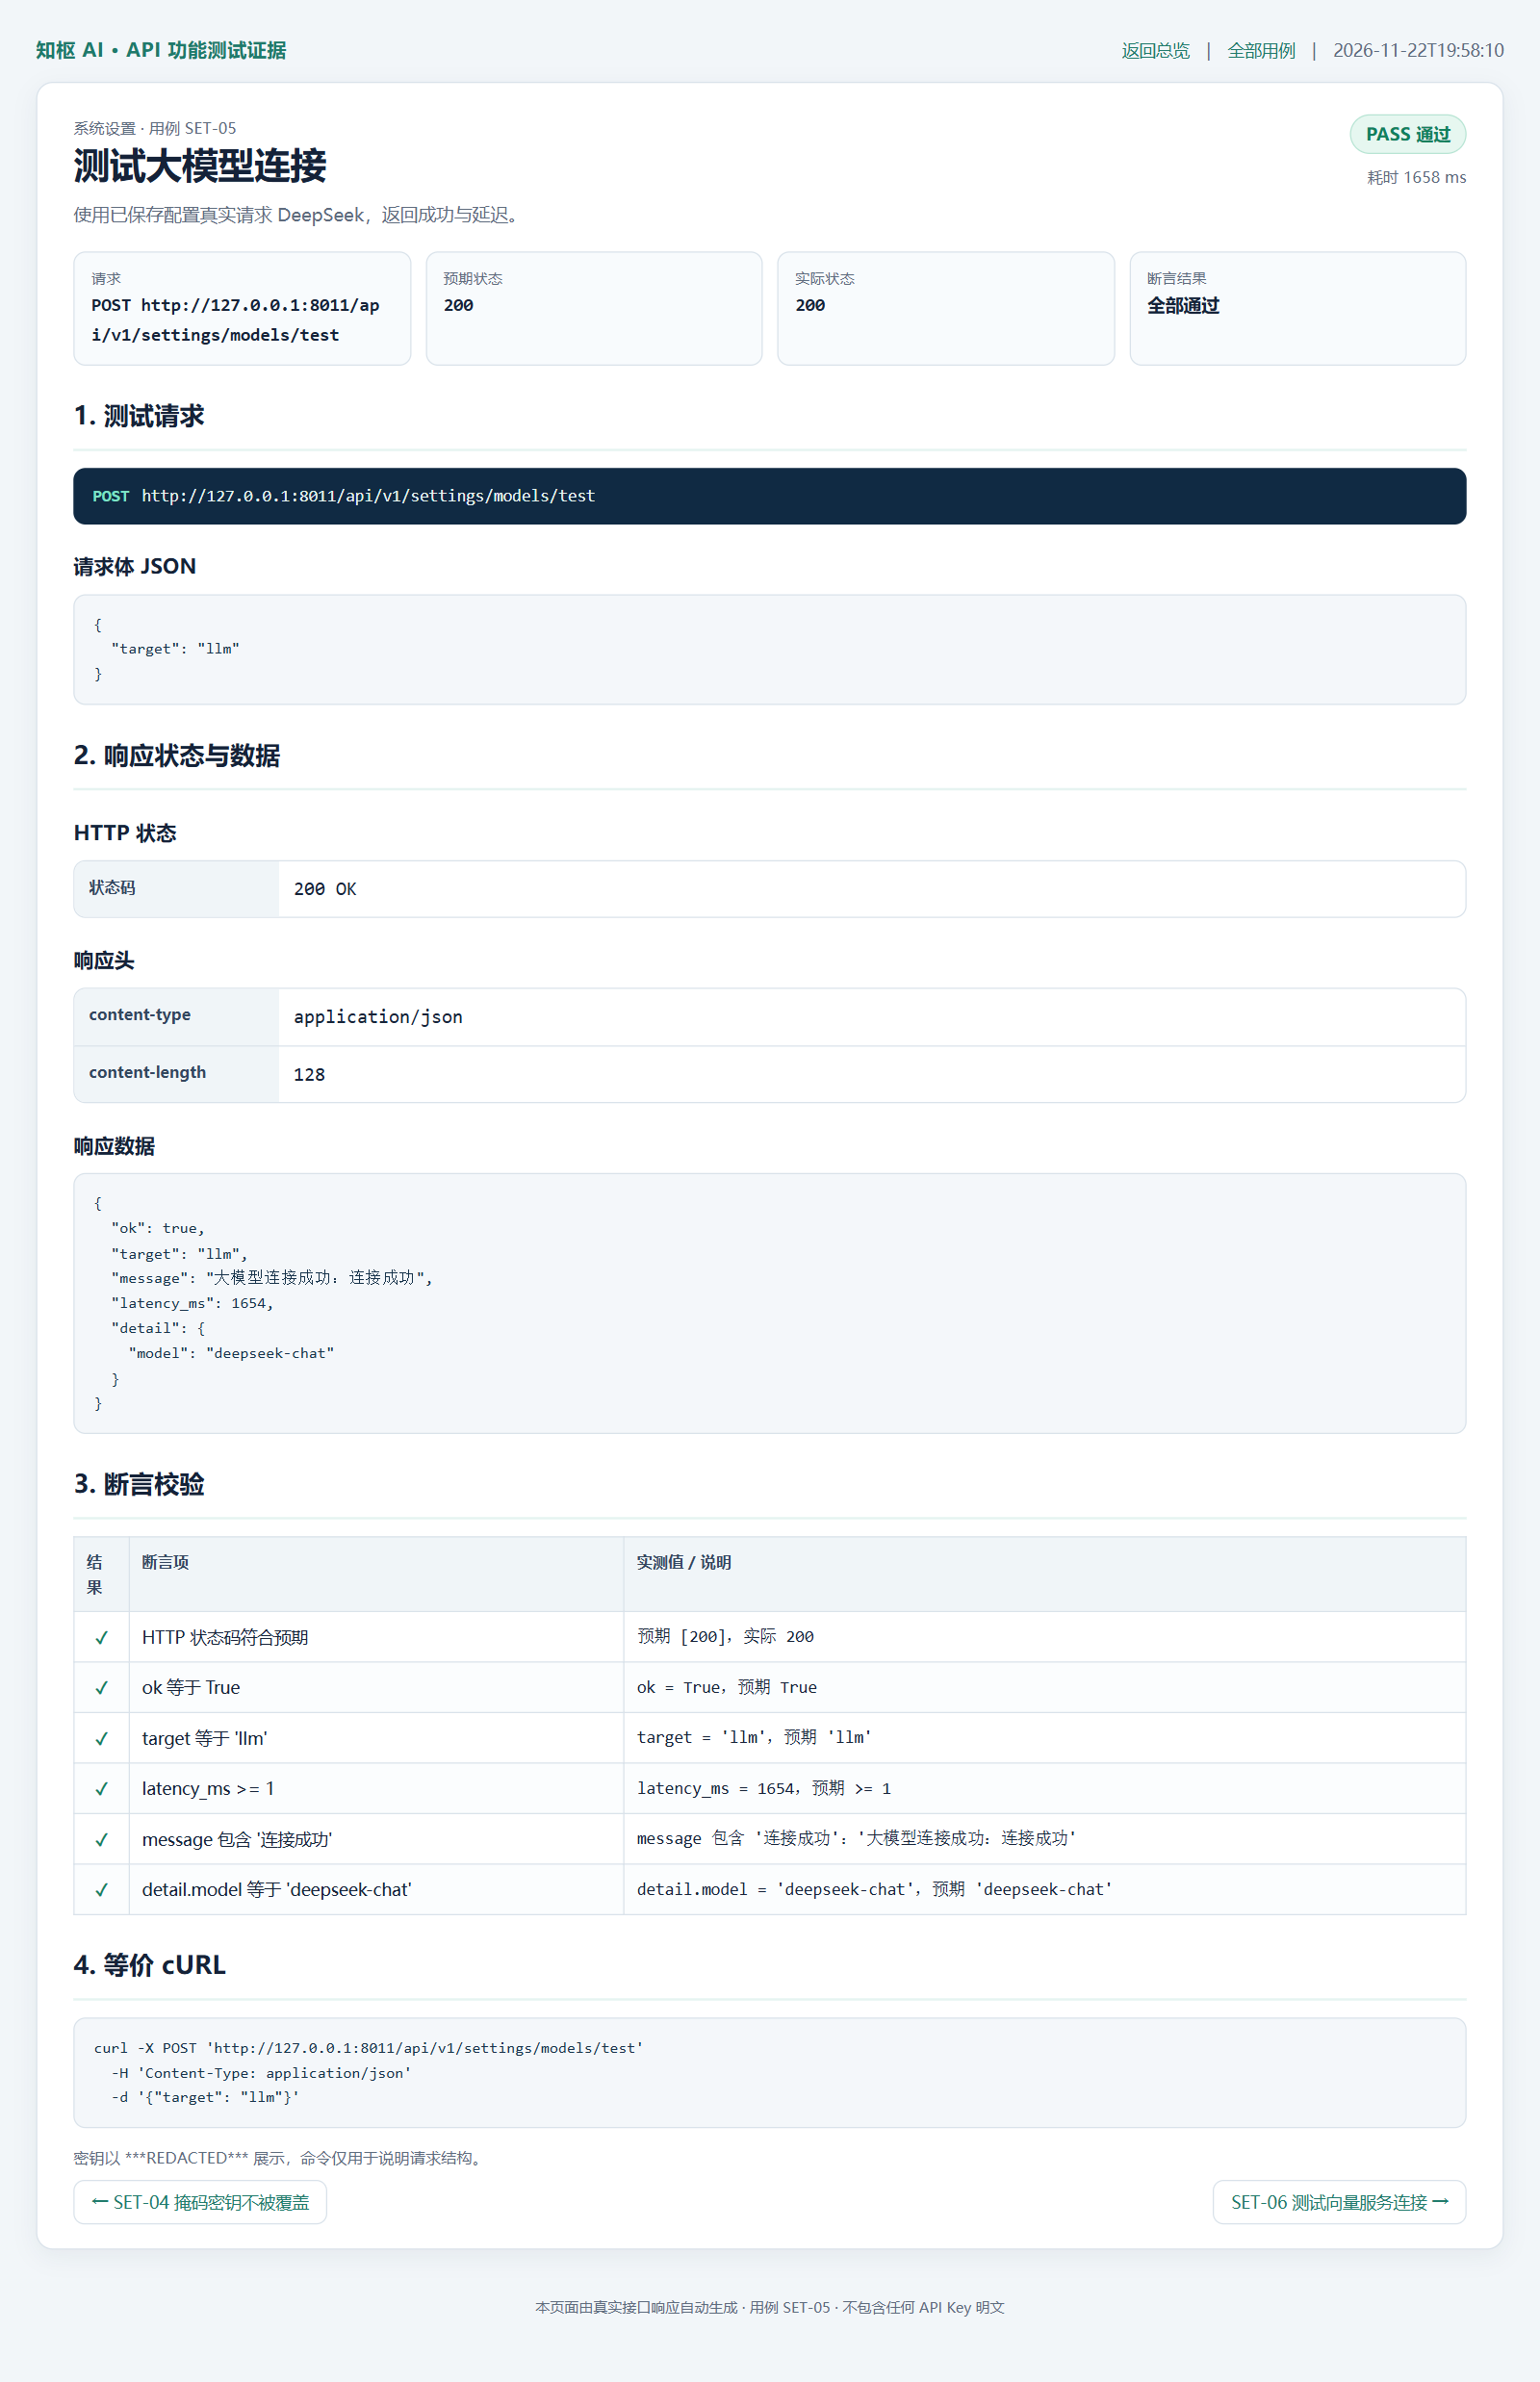 知枢 AI • API 功能测试证据
返回总览 | 全部用例 | 2026-11-22T19:58:10
系统设置 · 用例 SET-05
测试大模型连接
使用已保存配置真实请求 DeepSeek，返回成功与延迟。
PASS 通过
耗时 1658 ms
请求
POST http://127.0.0.1:8011/ap
i/v1/settings/models/test
预期状态
200
实际状态
200
断言结果
全部通过
1. 测试请求
POST http://127.0.0.1:8011/api/v1/settings/models/test
请求体 JSON
{
  "target": "llm"
}
2. 响应状态与数据
HTTP 状态
状态码 200 OK
响应头
content-type application/json
content-length 128
响应数据
{
  "ok": true,
  "target": "llm",
  "message": "大模型连接成功：连接成功",
  "latency_ms": 1654,
  "detail": {
    "model": "deepseek-chat"
  }
}
3. 断言校验
结
果 断言项 实测值 / 说明
✓ HTTP 状态码符合预期 预期 [200]，实际 200
✓ ok 等于 True ok = True，预期 True
✓ target 等于 'llm' target = 'llm'，预期 'llm'
✓ latency_ms >= 1 latency_ms = 1654，预期 >= 1
✓ message 包含 '连接成功' message 包含 '连接成功'：'大模型连接成功：连接成功'
✓ detail.model 等于 'deepseek-chat' detail.model = 'deepseek-chat'，预期 'deepseek-chat'
4. 等价 cURL
curl -X POST 'http://127.0.0.1:8011/api/v1/settings/models/test'
  -H 'Content-Type: application/json'
  -d '{"target": "llm"}'
密钥以 ***REDACTED*** 展示，命令仅用于说明请求结构。
← SET-04 掩码密钥不被覆盖
SET-06 测试向量服务连接 →
本页面由真实接口响应自动生成 · 用例 SET-05 · 不包含任何 API Key 明文